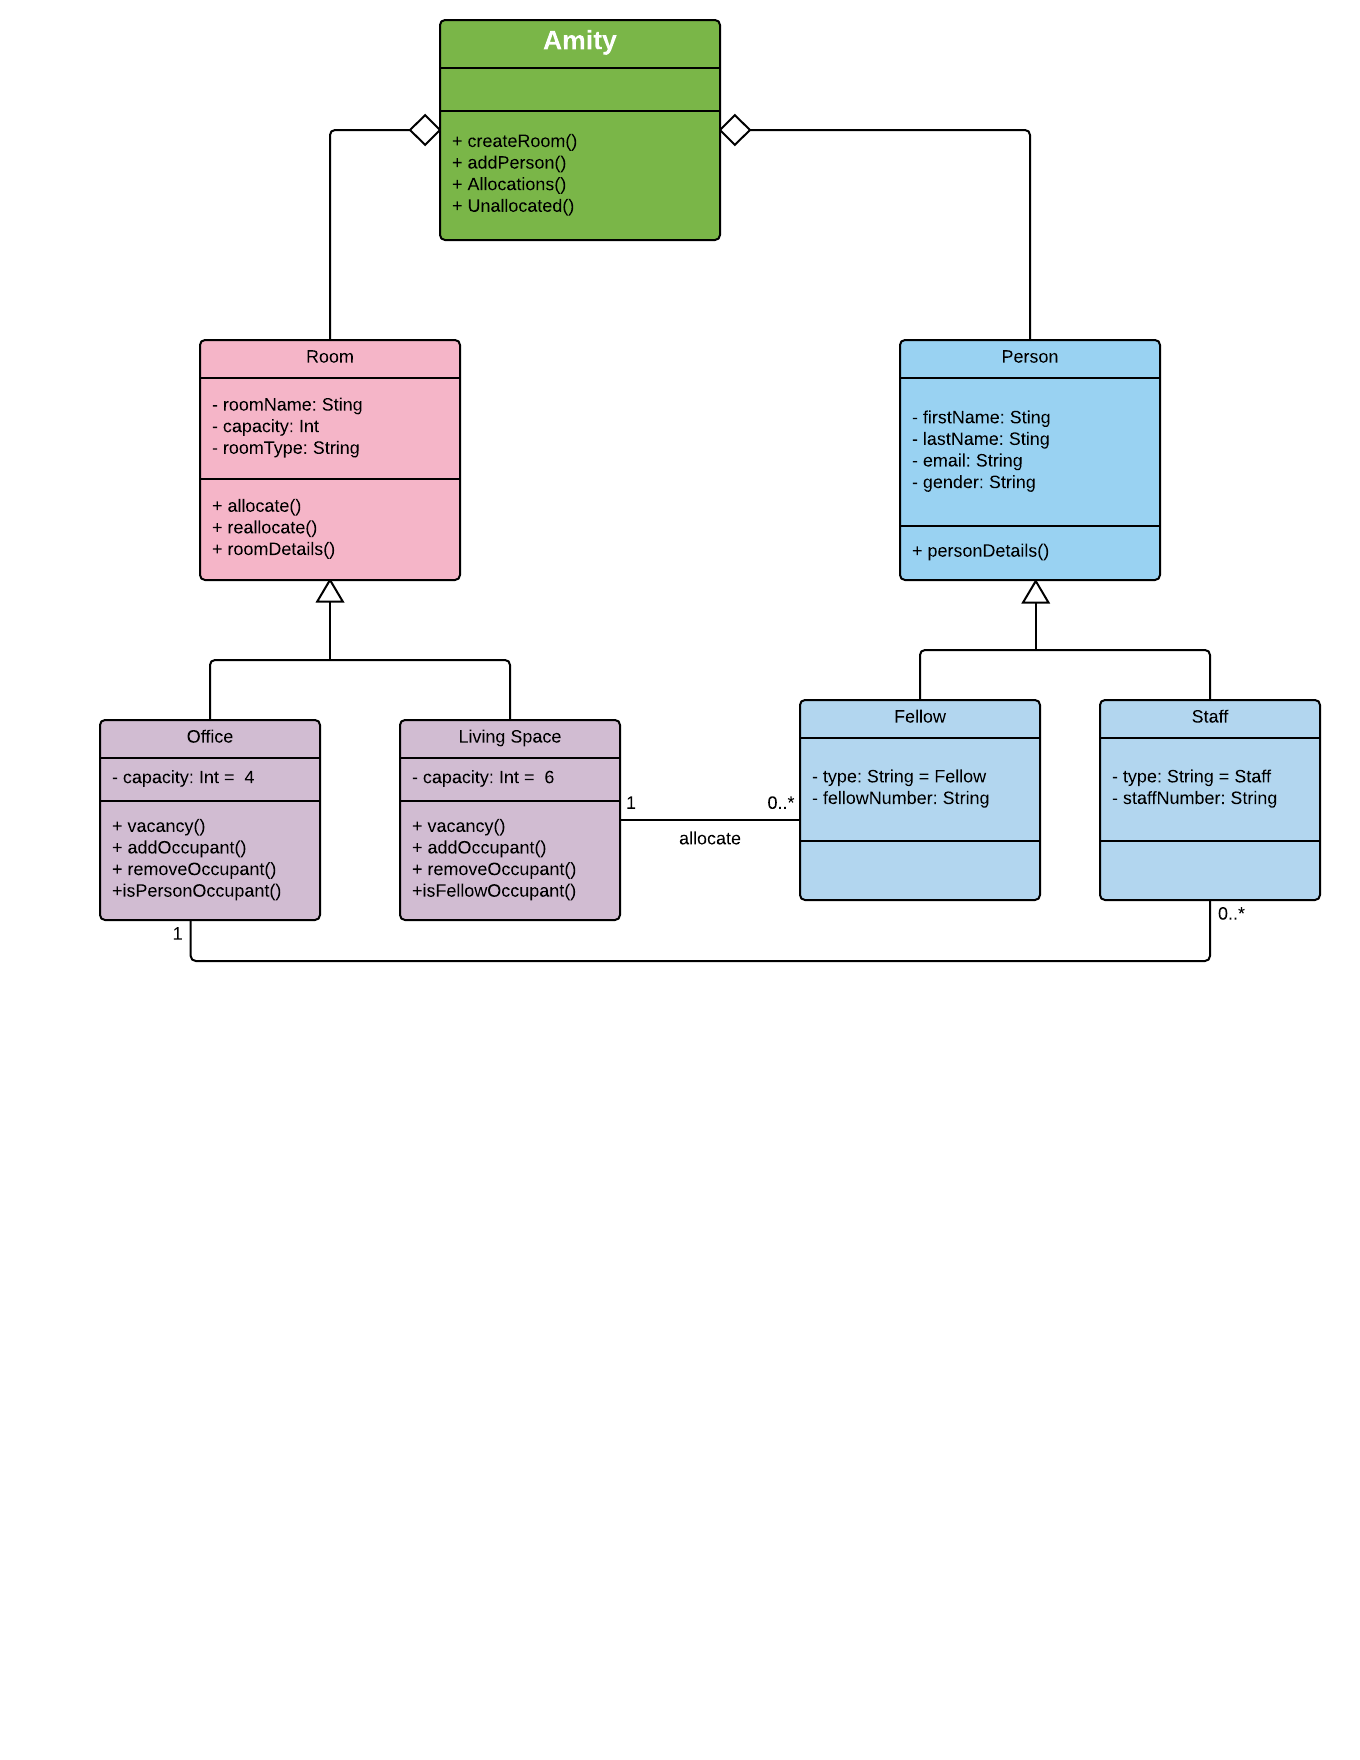 Amity
+ createRoom()
+ addPerson()
+ Allocations()
+ Unallocated()
Room
- roomName: Sting
- capacity: Int
- roomType: String
+ allocate()
+ reallocate()
+ roomDetails()
Person
- firstName: Sting
- lastName: Sting
- email: String
- gender: String
+ personDetails()
Office
- capacity: Int =  4
+ vacancy()
+ addOccupant()
+ removeOccupant()
+isPersonOccupant()
Living Space
- capacity: Int =  6
+ vacancy()
+ addOccupant()
+ removeOccupant()
+isFellowOccupant()
1
0..*
allocate
Fellow
- type: String = Fellow
- fellowNumber: String
Staff
- type: String = Staff
- staffNumber: String
1
0..*